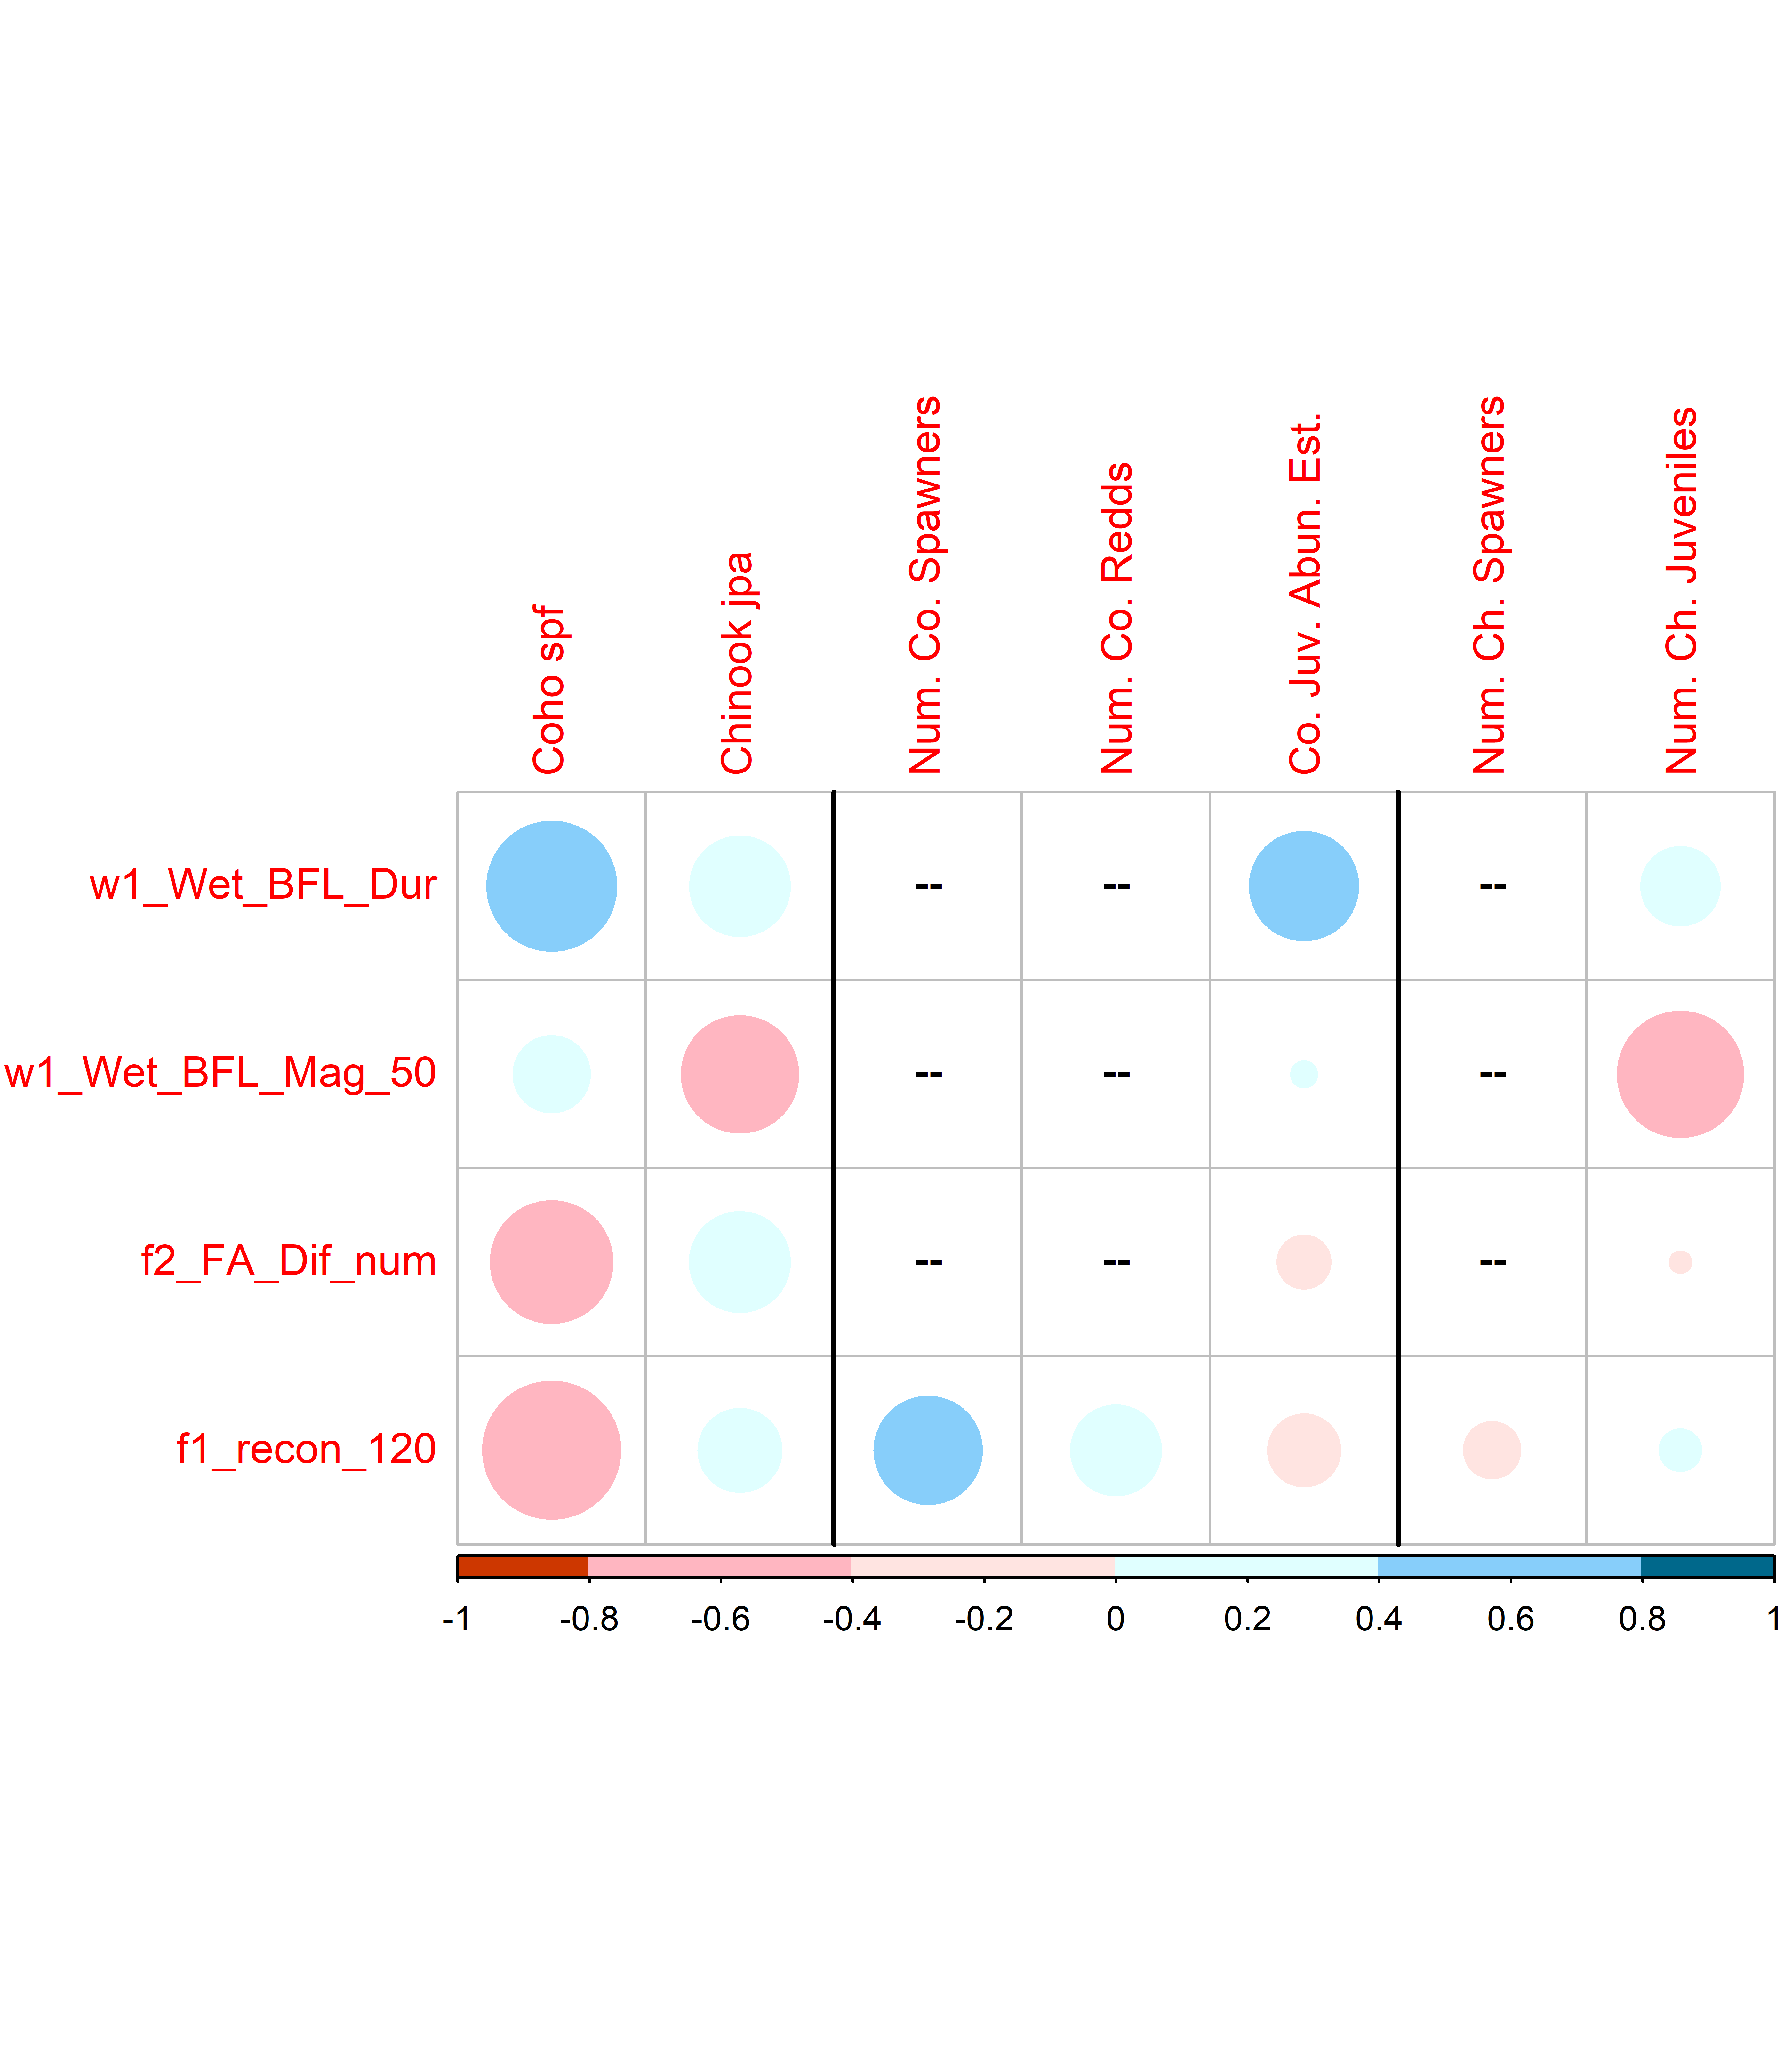 Coho spf
Chinook jpa
Num. Co. Spawners
Num. Co. Redds
Co. Juv. Abun. Est.
Num. Ch. Spawners
Num. Ch. Juveniles
w1_Wet_BFL_Dur -- -- --
w1_Wet_BFL_Mag_50 -- -- --
f2_FA_Dif_num -- -- --
f1_recon_120
-1 -0.8 -0.6 -0.4 -0.2 0 0.2 0.4 0.6 0.8 1